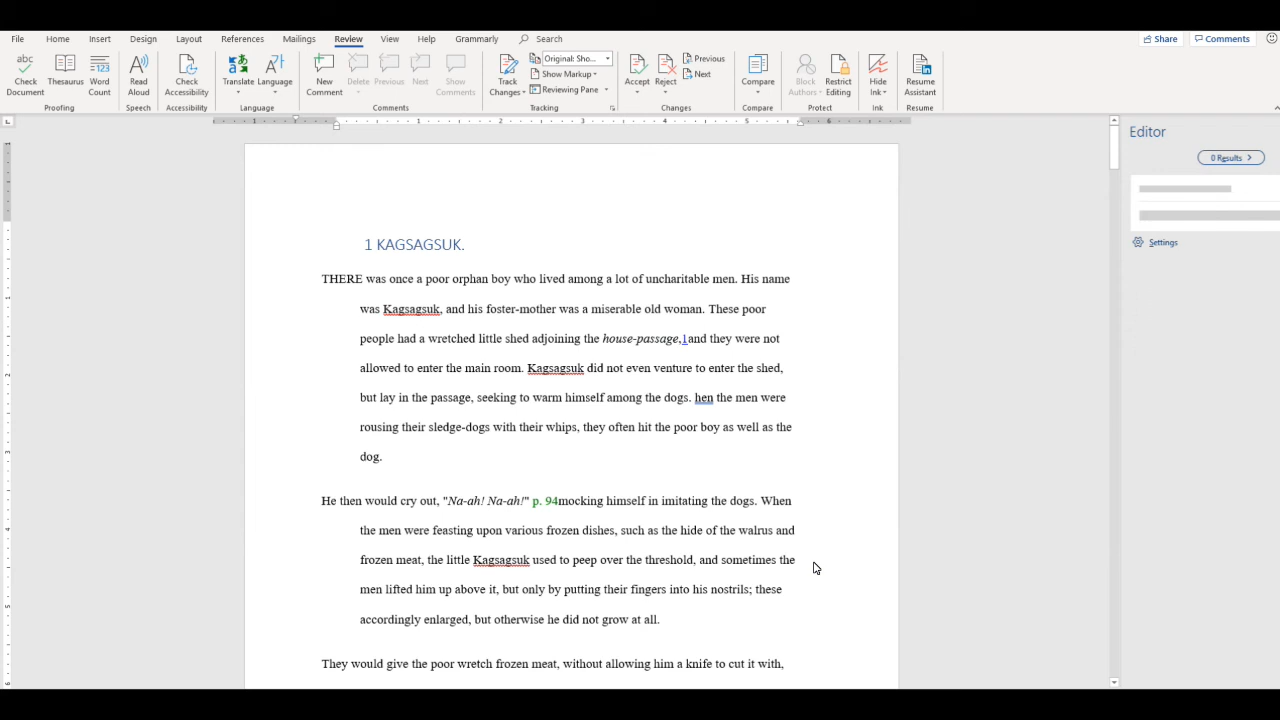 File Home Insert Design Layout References Mailings Review View Help Grammarly Search Share Comments
abc Check Document Thesaurus Word Count Read Aloud Check Accessibility Translate Language New Comment Delete Previous Next Show Comments Track Changes Original: Sho... Show Markup Reviewing Pane Accept Reject Previous Next Compare Block Authors Restrict Editing Hide Ink Resume Assistant
Proofing Speech Accessibility Language Comments Tracking Changes Compare Protect Ink Resume
1 1 2 3 4 5 6
Editor
0 Results
Settings
1 KAGSAGSUK.
THERE was once a poor orphan boy who lived among a lot of uncharitable men. His name
was Kagsagsuk, and his foster-mother was a miserable old woman. These poor
people had a wretched little shed adjoining the house-passage,1and they were not
allowed to enter the main room. Kagsagsuk did not even venture to enter the shed,
but lay in the passage, seeking to warm himself among the dogs. hen the men were
rousing their sledge-dogs with their whips, they often hit the poor boy as well as the
dog.
He then would cry out, "Na-ah! Na-ah!" p. 94mocking himself in imitating the dogs. When
the men were feasting upon various frozen dishes, such as the hide of the walrus and
frozen meat, the little Kagsagsuk used to peep over the threshold, and sometimes the
men lifted him up above it, but only by putting their fingers into his nostrils; these
accordingly enlarged, but otherwise he did not grow at all.
They would give the poor wretch frozen meat, without allowing him a knife to cut it with,